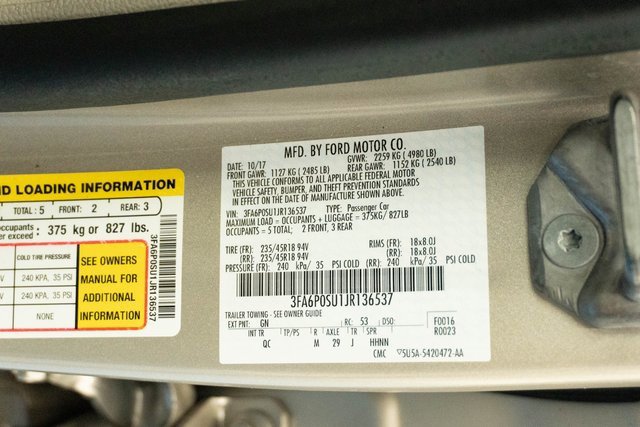 ND LOADING INFORMATION
TOTAL : 5 FRONT: 2 REAR: 3
occupants
er exceed : 375 kg or 827 lbs.
COLD TIRE PRESSURE
240 KPA, 35 PSI
240 KPA, 35 PSI
NONE
SEE OWNERS
MANUAL FOR
ADDITIONAL
INFORMATION
3FA6P0SU1JR136537
MFD. BY FORD MOTOR CO.
DATE: 10/17 GVWR: 2259 KG ( 4980 LB)
FRONT GAWR: 1127 KG ( 2485 LB) REAR GAWR: 1152 KG ( 2540 LB)
THIS VEHICLE CONFORMS TO ALL APPLICABLE FEDERAL MOTOR
VEHICLE SAFETY, BUMPER, AND THEFT PREVENTION STANDARDS
IN EFFECT ON THE DATE OF MANUFACTURE SHOWN ABOVE.
VIN: 3FA6P0SU1JR136537 TYPE: Passenger Car
MAXIMUM LOAD = OCCUPANTS + LUGGAGE = 375KG/ 827LB
OCCUPANTS = 5 TOTAL: 2 FRONT, 3 REAR
TIRE (FR): 235/45R18 94V RIMS (FR): 18x8.0J
(RR): 235/45R18 94V (RR): 18x8.0J
PRESSURE (FR): 240 kPa/ 35 PSI COLD (RR): 240 kPa/ 35 PSI COLD
3FA6P0SU1JR136537
TRAILER TOWING - SEE OWNER GUIDE
EXT PNT: GN RC: 53 DSO: F0016
R0023
INT TR TP/PS R AXLE TR SPR
QC M 29 J HHNN
CMC 5U5A-5420472-AA